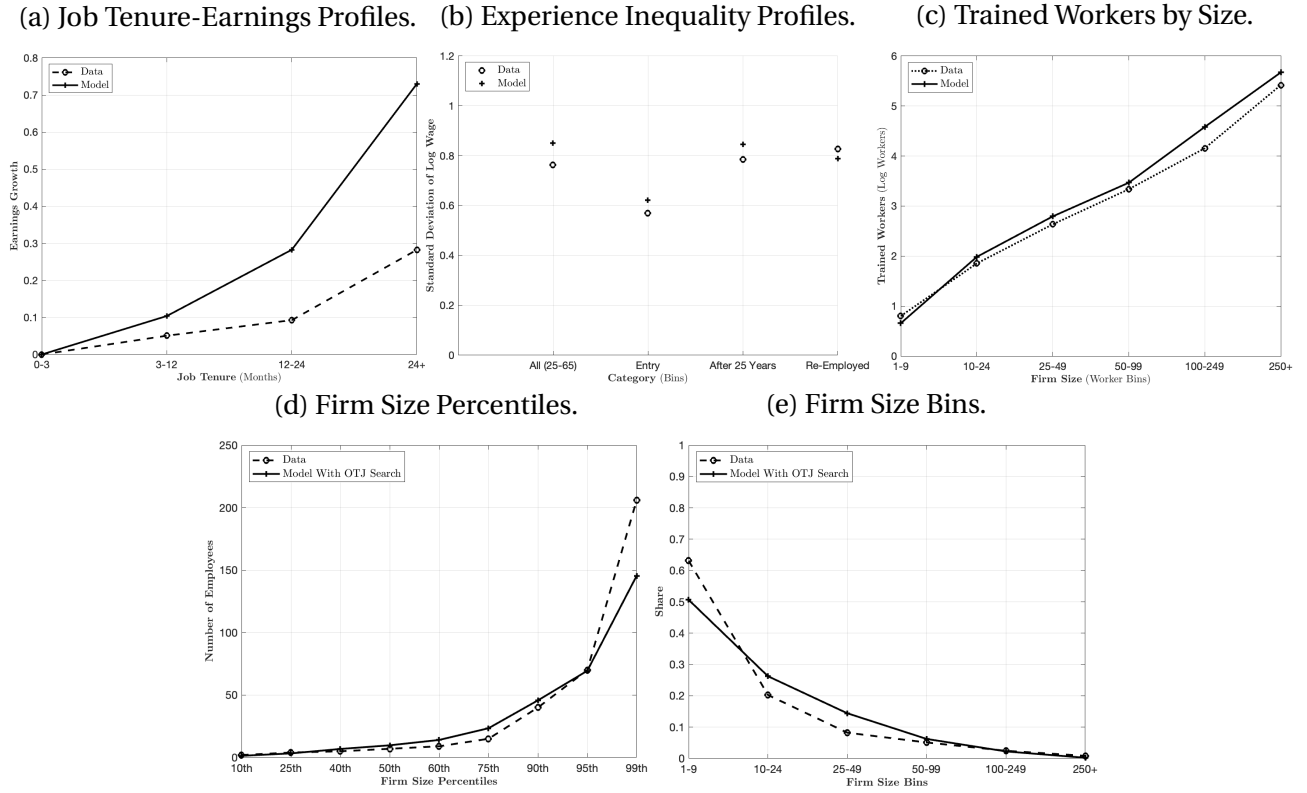 (a) Job Tenure-Earnings Profiles.
0.8
0.7
0.6
0.5
0.4
0.3
0.2
0.1
0
Earnings Growth
Data
Model
0-3
3-12
12-24
24+
Job Tenure (Months)
(b) Experience Inequality Profiles.
1.2
1
0.8
0.6
0.4
0.2
0
Standard Deviation of Log Wage
Data
Model
All (25-65)
Entry
After 25 Years
Re-Employed
Category (Bins)
(c) Trained Workers by Size.
6
5
4
3
2
1
0
Trained Workers (Log Workers)
Data
Model
1-9
10-24
25-49
50-99
100-249
250+
Firm Size (Worker Bins)
(d) Firm Size Percentiles.
250
200
150
100
50
0
Number of Employees
Data
Model With OTJ Search
10th
25th
40th
50th
60th
75th
90th
95th
99th
Firm Size Percentiles
(e) Firm Size Bins.
1
0.9
0.8
0.7
0.6
0.5
0.4
0.3
0.2
0.1
0
Share
Data
Model With OTJ Search
1-9
10-24
25-49
50-99
100-249
250+
Firm Size Bins